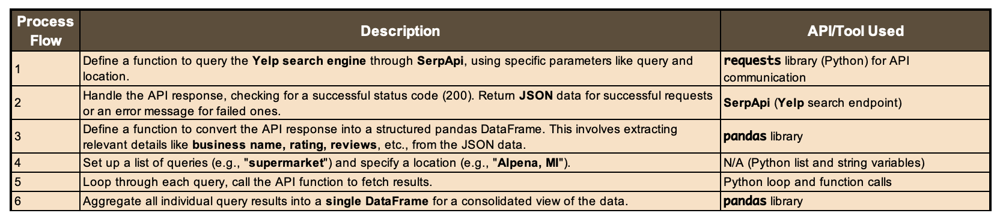 Process
Flow
Description
API/Tool Used
1
Define a function to query the Yelp search engine through SerpApi, using specific parameters like query and
location.
requests library (Python) for API
communication
2
Handle the API response, checking for a successful status code (200). Return JSON data for successful requests
or an error message for failed ones.
SerpApi (Yelp search endpoint)
3
Define a function to convert the API response into a structured pandas DataFrame. This involves extracting
relevant details like business name, rating, reviews, etc., from the JSON data.
pandas library
4
Set up a list of queries (e.g., "supermarket") and specify a location (e.g., "Alpena, MI").
N/A (Python list and string variables)
5
Loop through each query, call the API function to fetch results.
Python loop and function calls
6
Aggregate all individual query results into a single DataFrame for a consolidated view of the data.
pandas library